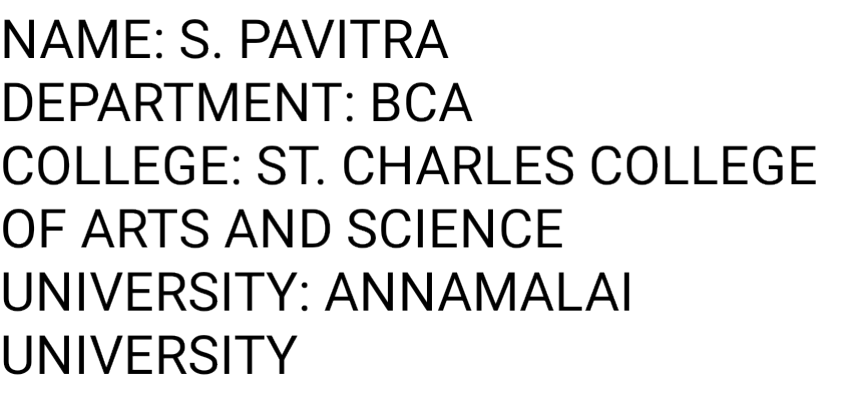 NAME: S. PAVITRA
DEPARTMENT: BCA
COLLEGE: ST. CHARLES COLLEGE
OF ARTS AND SCIENCE
UNIVERSITY: ANNAMALAI
UNIVERSITY